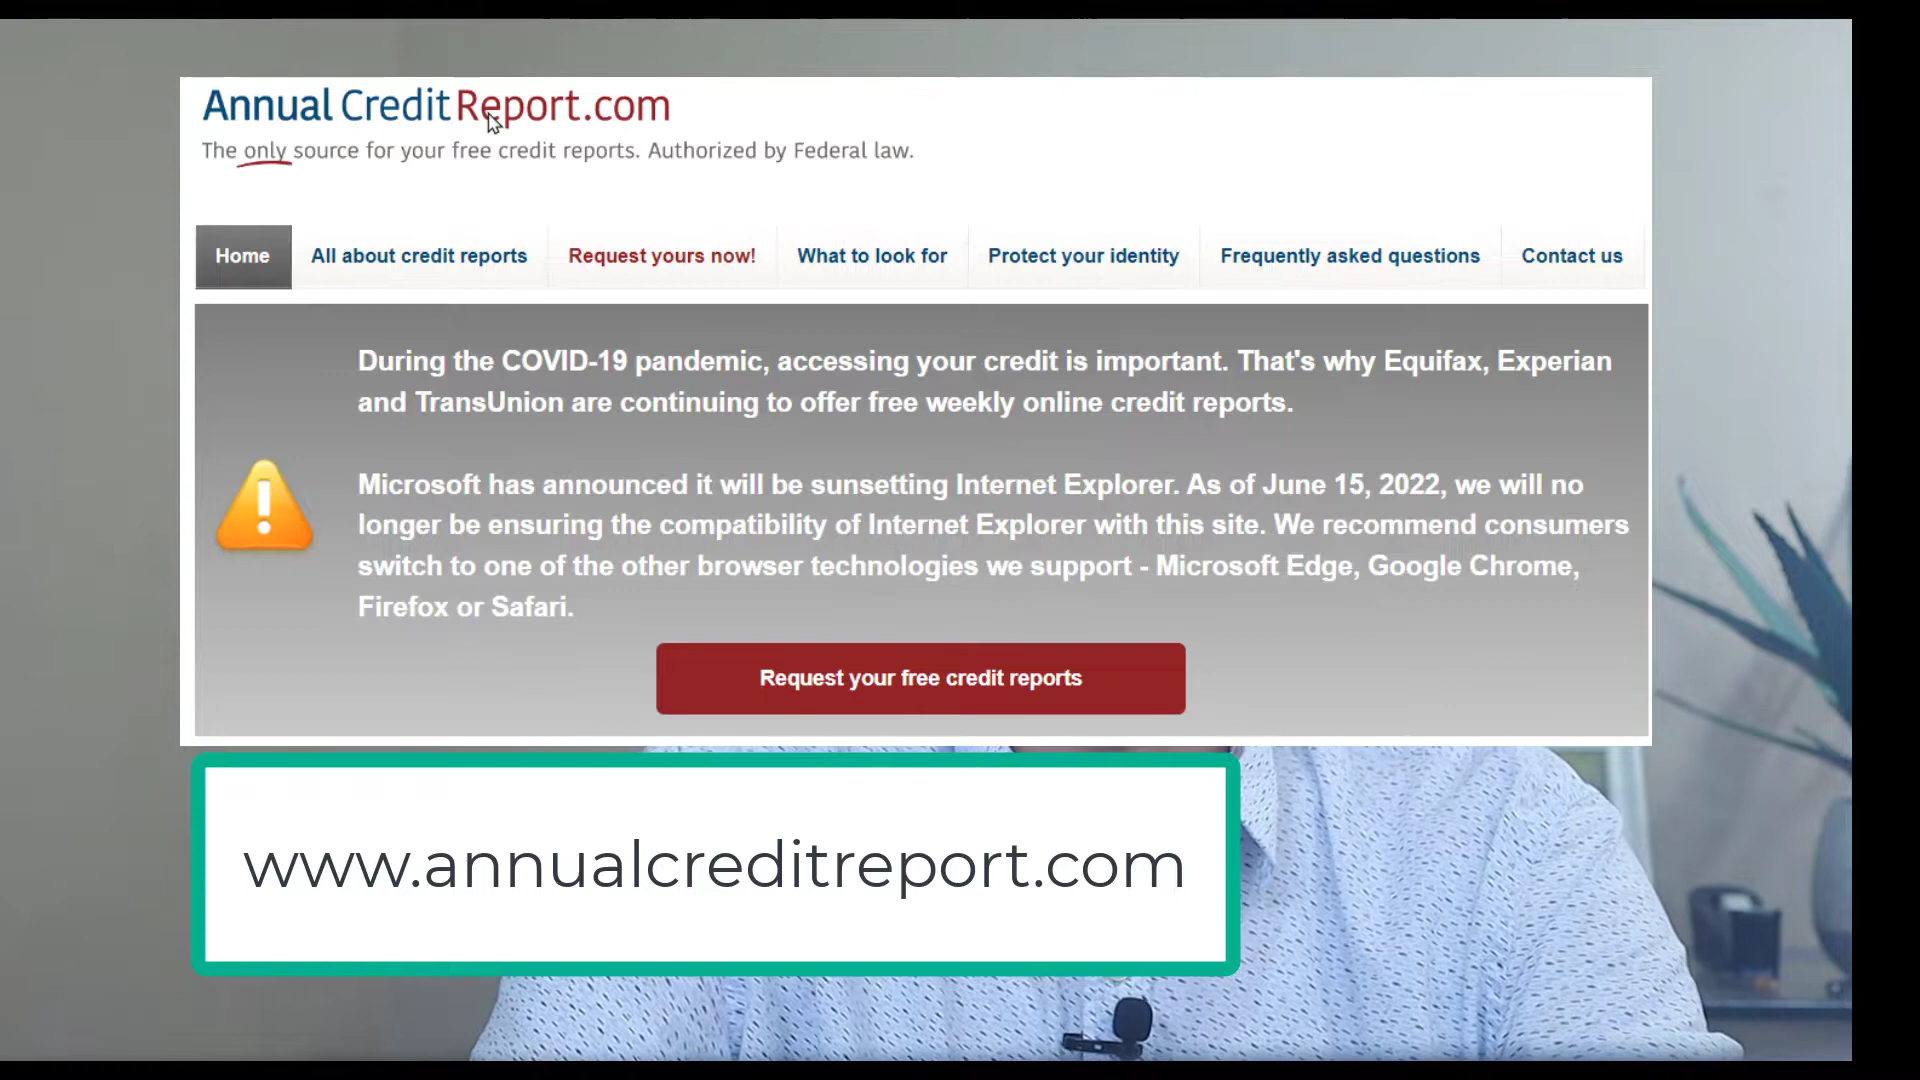 Annual Credit Report.com
The only source for your free credit reports. Authorized by Federal law.
Home All about credit reports Request yours now! What to look for Protect your identity Frequently asked questions Contact us
During the COVID-19 pandemic, accessing your credit is important. That's why Equifax, Experian
and TransUnion are continuing to offer free weekly online credit reports.
Microsoft has announced it will be sunsetting Internet Explorer. As of June 15, 2022, we will no
longer be ensuring the compatibility of Internet Explorer with this site. We recommend consumers
switch to one of the other browser technologies we support - Microsoft Edge, Google Chrome,
Firefox or Safari.
Request your free credit reports
www.annualcreditreport.com